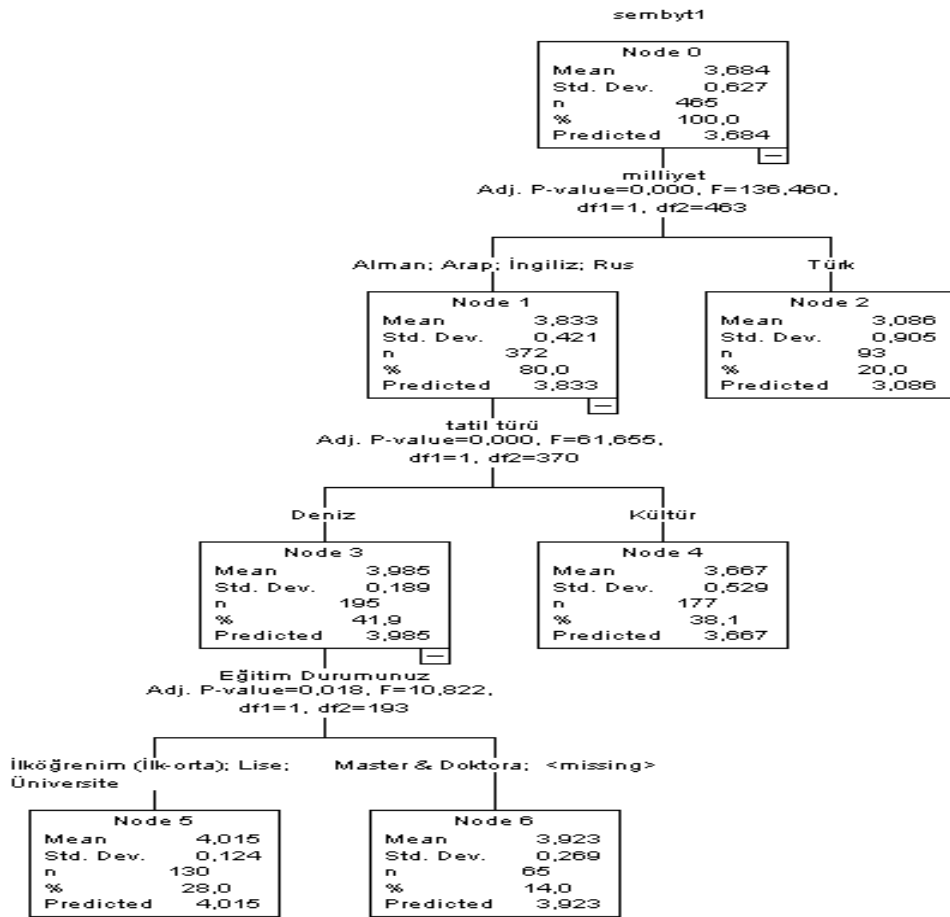 sembyt1
Node 0
Mean 3,684
Std. Dev. 0,627
n 465
% 100,0
Predicted 3,684
milliyet
Adj. P-value=0,000, F=136,460,
df1=1, df2=463
Alman; Arap; İngiliz; Rus
Türk
Node 1
Mean 3,833
Std. Dev. 0,421
n 372
% 80,0
Predicted 3,833
Node 2
Mean 3,086
Std. Dev. 0,905
n 93
% 20,0
Predicted 3,086
tatil türü
Adj. P-value=0,000, F=61,655,
df1=1, df2=370
Deniz
Kültür
Node 3
Mean 3,985
Std. Dev. 0,189
n 195
% 41,9
Predicted 3,985
Node 4
Mean 3,667
Std. Dev. 0,529
n 177
% 38,1
Predicted 3,667
Eğitim Durumunuz
Adj. P-value=0,018, F=10,822,
df1=1, df2=193
İlköğrenim (İlk-orta); Lise;
Üniversite
Master & Doktora; <missing>
Node 5
Mean 4,015
Std. Dev. 0,124
n 130
% 28,0
Predicted 4,015
Node 6
Mean 3,923
Std. Dev. 0,269
n 65
% 14,0
Predicted 3,923